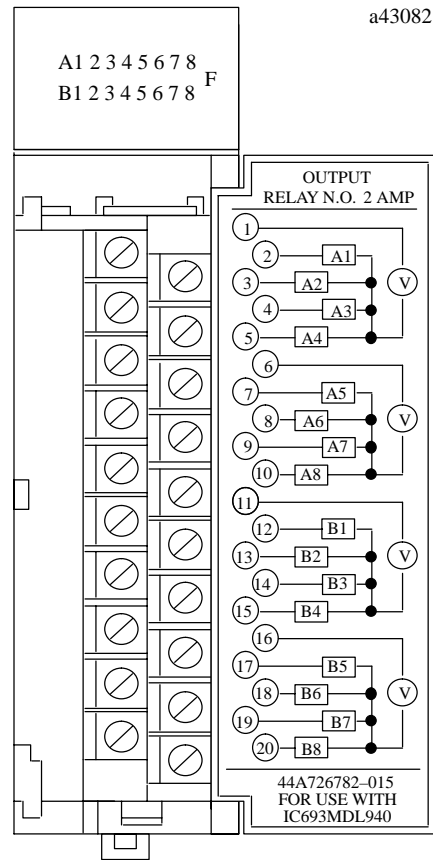 a43082
A1 2 3 4 5 6 7 8
F
B1 2 3 4 5 6 7 8
OUTPUT
RELAY N.O. 2 AMP
1
2 A1
3 A2 V
4 A3
5 A4
6
7 A5
8 A6 V
9 A7
10 A8
11
12 B1
13 B2 V
14 B3
15 B4
16
17 B5
18 B6 V
19 B7
20 B8
44A726782–015
FOR USE WITH
IC693MDL940